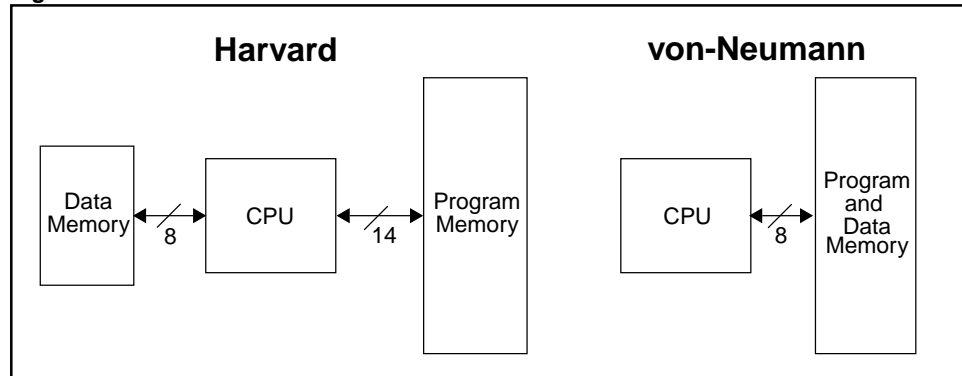 Harvard
von-Neumann
Data
Memory
8
CPU
14
Program
Memory
CPU
8
Program
and
Data
Memory